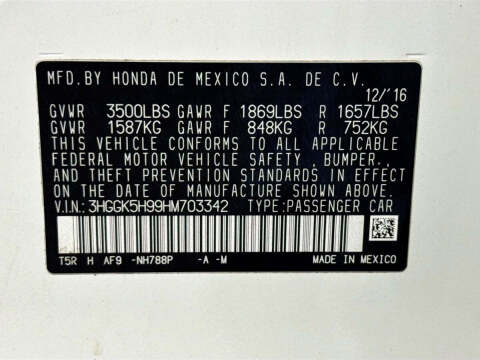 MFD.BY HONDA DE MEXICO S.A. DE C.V.
12/'16
GVWR 3500LBS GAWR F 1869LBS R 1657LBS
GVWR 1587KG GAWR F 848KG R 752KG
THIS VEHICLE CONFORMS TO ALL APPLICABLE
FEDERAL MOTOR VEHICLE SAFETY , BUMPER,
AND THEFT PREVENTION STANDARDS IN EFFECT ON
THE DATE OF MANUFACTURE SHOWN ABOVE.
V.I.N.: 3HGGK5H99HM703342 TYPE:PASSENGER CAR
T5R H AF9 -NH788P -A -M MADE IN MEXICO